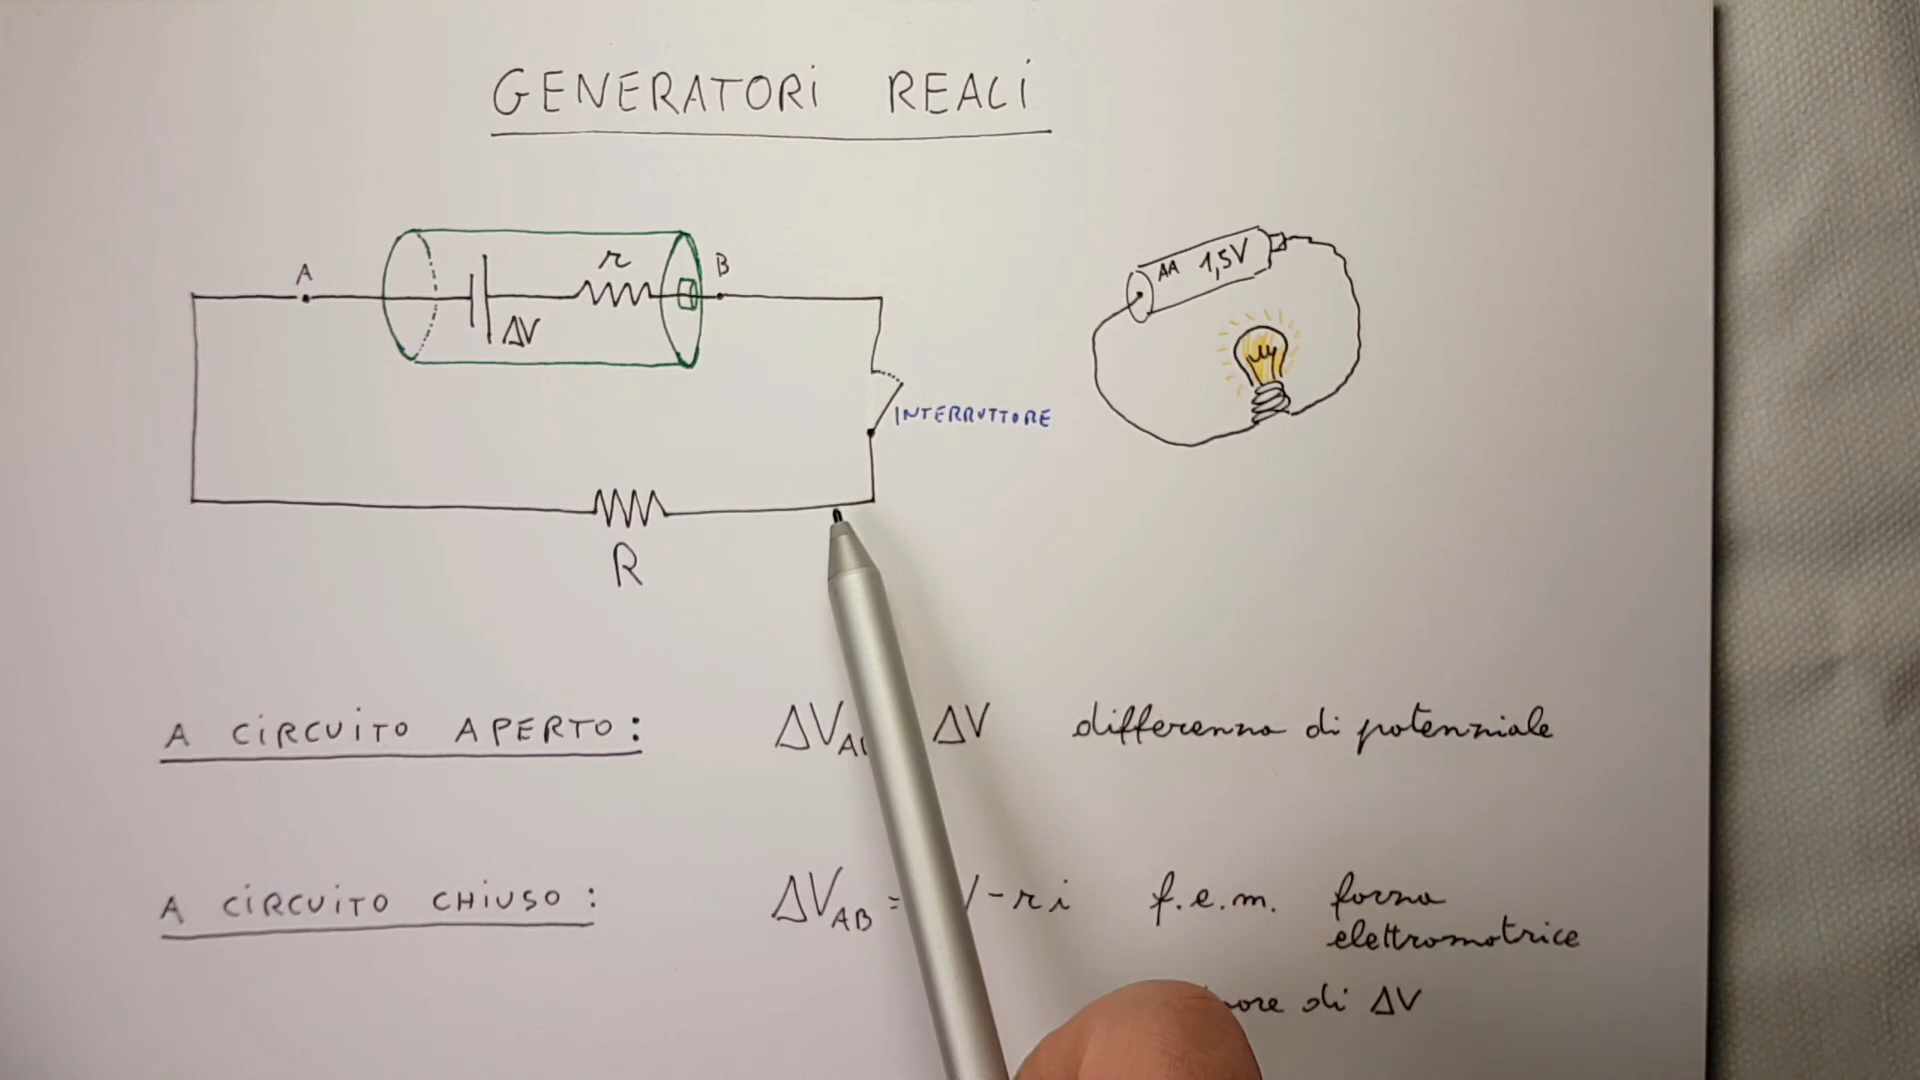 GENERATORI REALI
A
r
B
ΔV
AA 1,5V
INTERRUTTORE
R
A CIRCUITO APERTO: ΔV ΔV differenza di potenziale
A CIRCUITO CHIUSO: ΔV_AB = - r i f.e.m. forza
elettromotrice
di ΔV